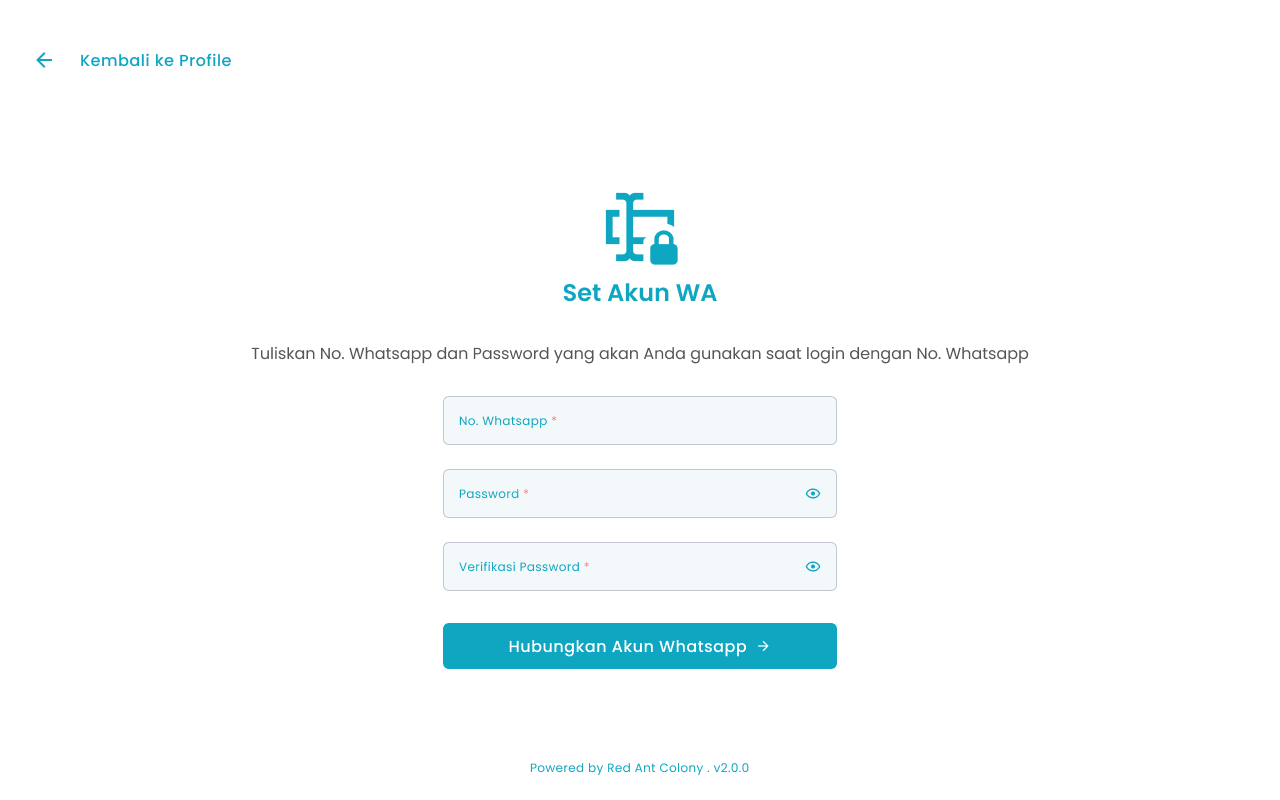 Kembali ke Profile
Set Akun WA
Tuliskan No. Whatsapp dan Password yang akan Anda gunakan saat login dengan No. Whatsapp
No. Whatsapp *
Password *
Verifikasi Password *
Hubungkan Akun Whatsapp
Powered by Red Ant Colony . v2.0.0